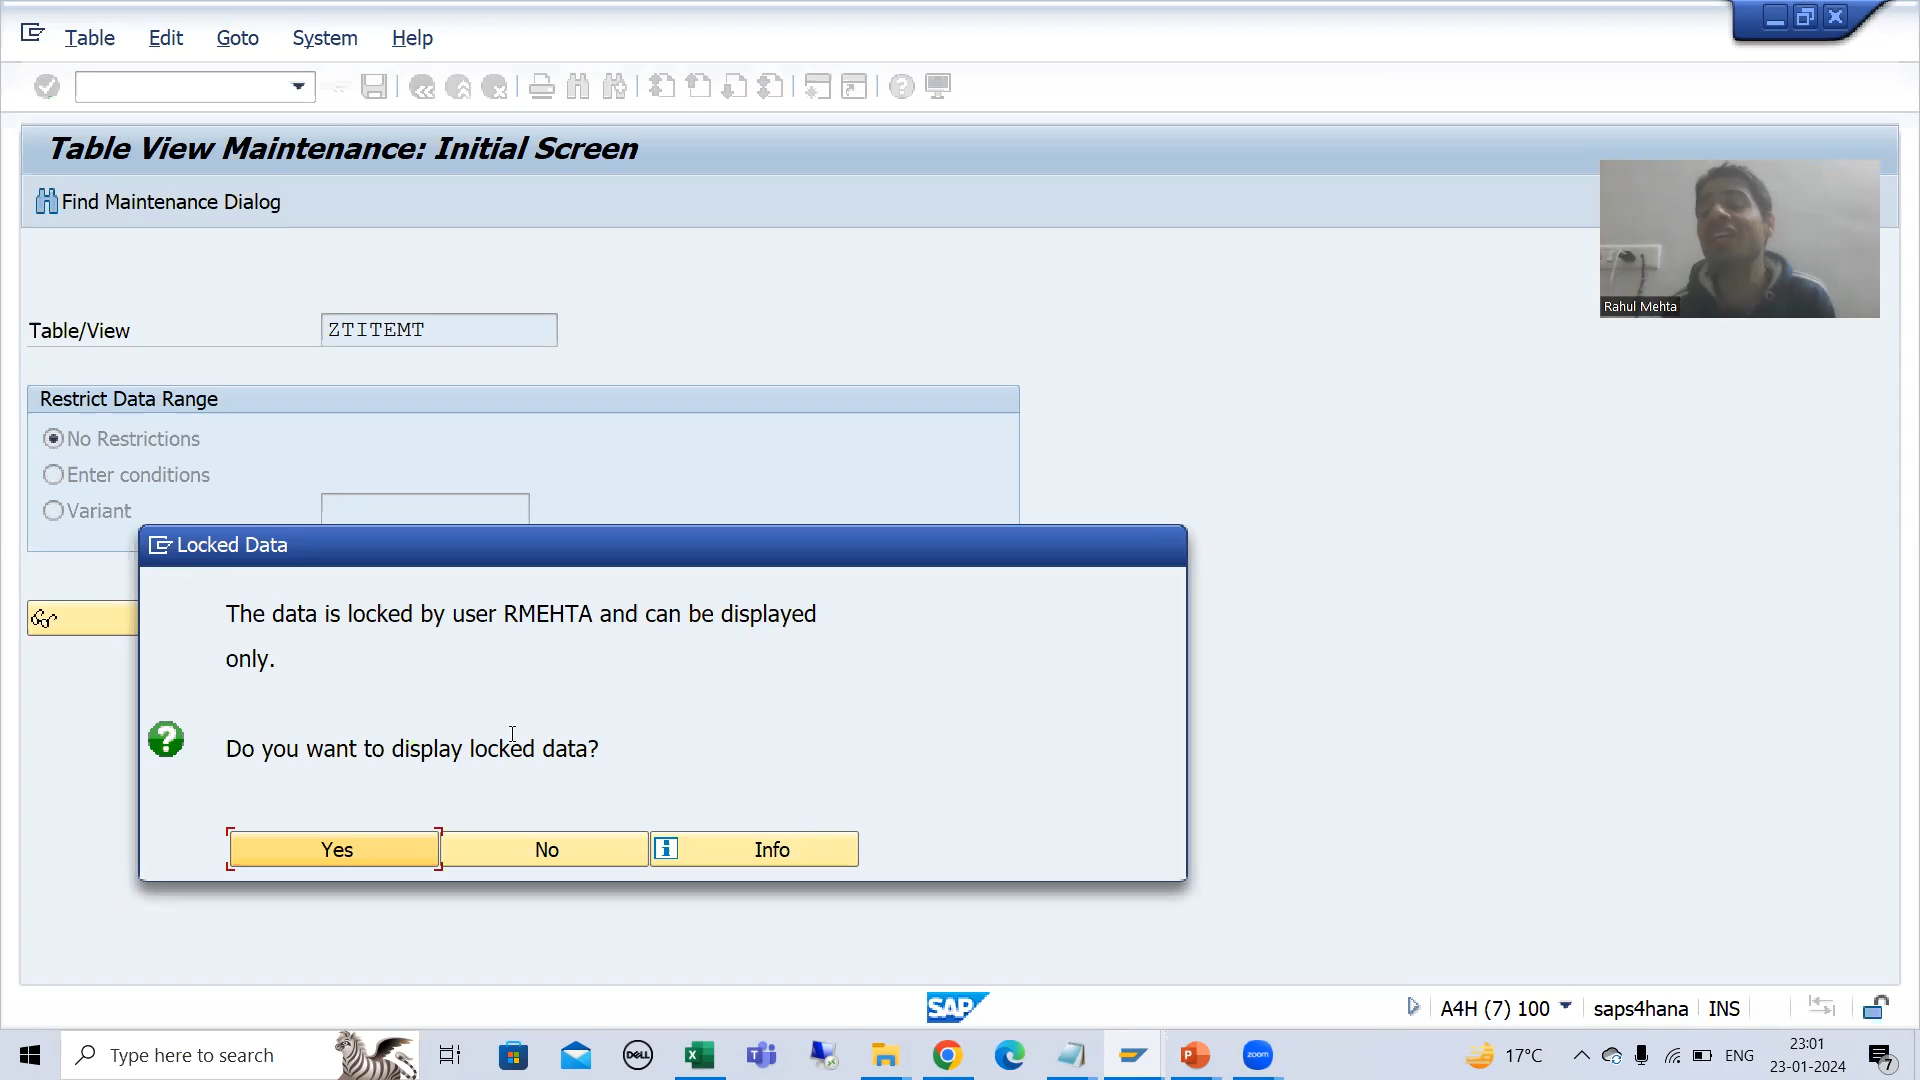 Table Edit Goto System Help
Table View Maintenance: Initial Screen
Find Maintenance Dialog
Rahul Mehta
Table/View ZTITEMT
Restrict Data Range
No Restrictions
Enter conditions
Variant
Locked Data
The data is locked by user RMEHTA and can be displayed
only.
Do you want to display locked data?
Yes No Info
SAP
A4H (7) 100 saps4hana INS
Type here to search DELL zoom 17°C ENG 23:01
23-01-2024 7